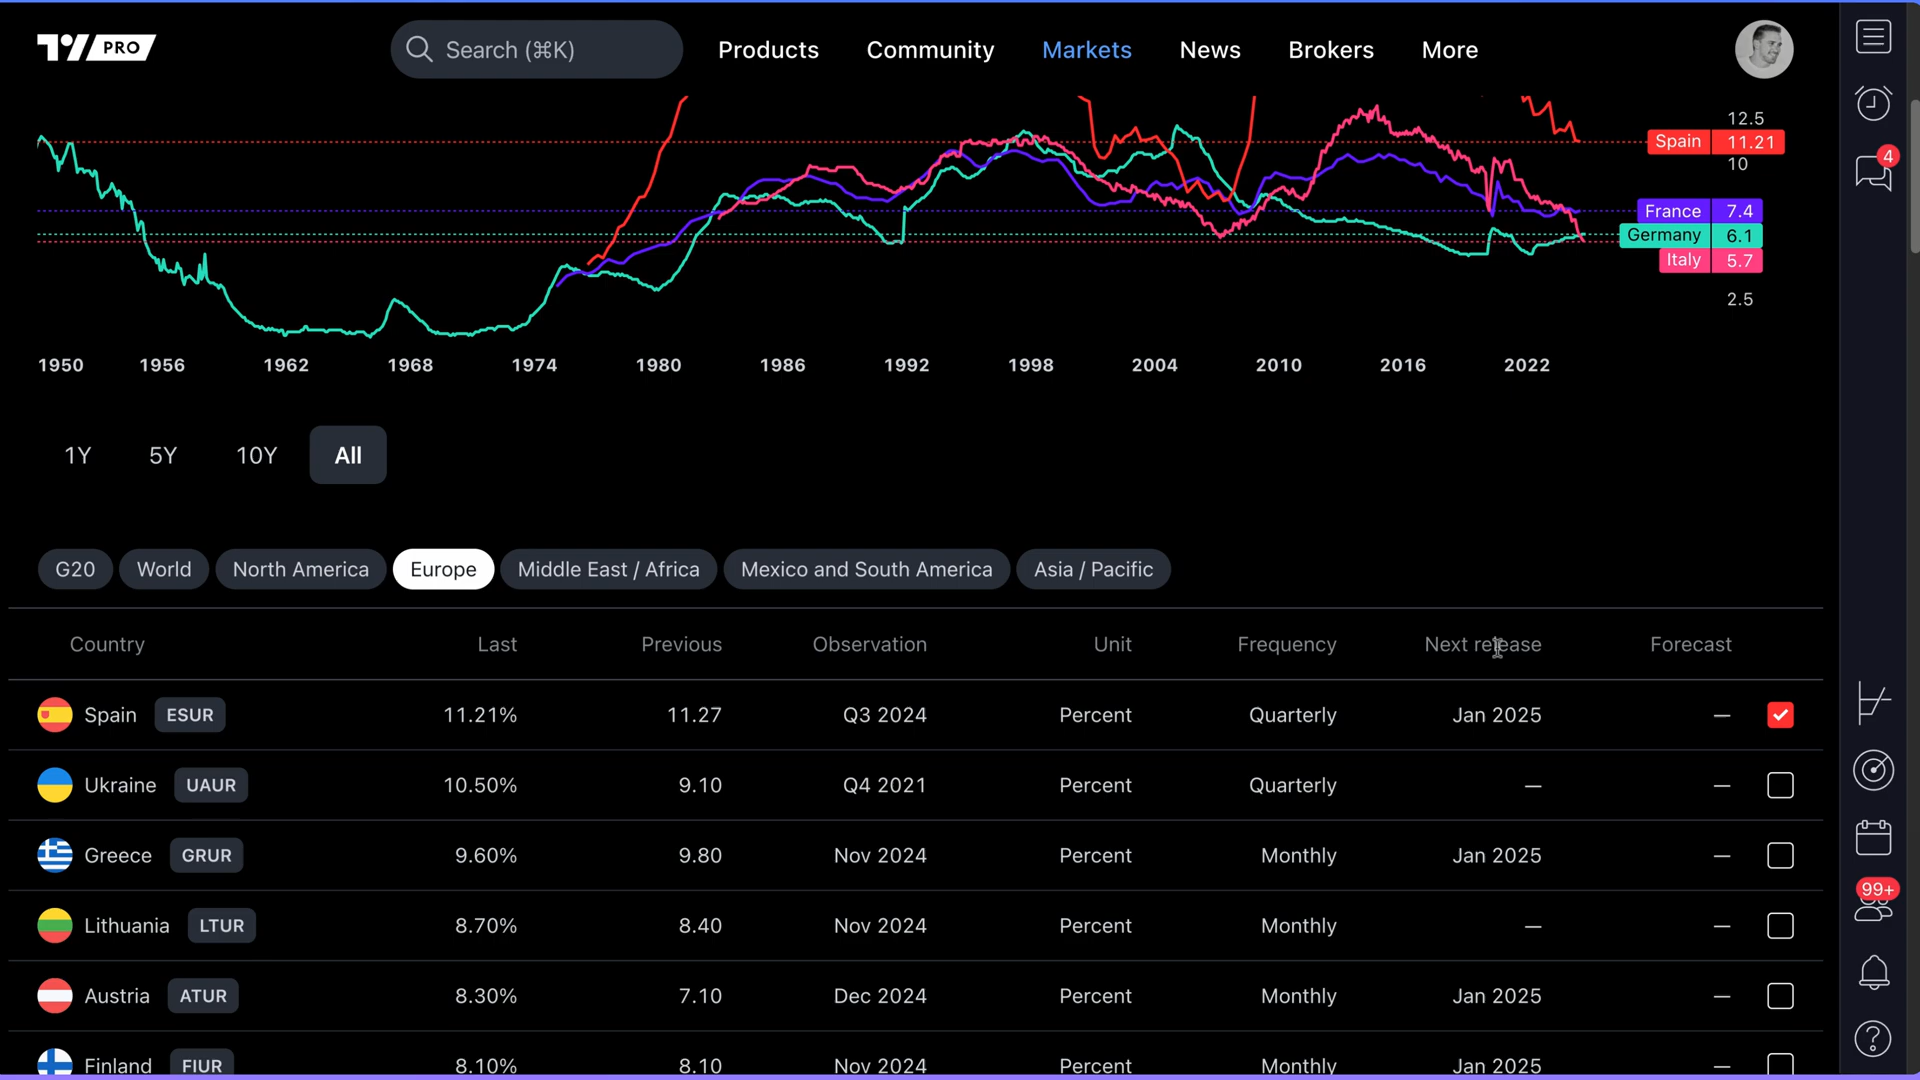 TV PRO Search (⌘K) Products Community Markets News Brokers More
4
12.5
Spain 11.21
10
France 7.4
Germany 6.1
Italy 5.7
2.5
1950 1956 1962 1968 1974 1980 1986 1992 1998 2004 2010 2016 2022
1Y 5Y 10Y All
G20 World North America Europe Middle East / Africa Mexico and South America Asia / Pacific
Country Last Previous Observation Unit Frequency Next release Forecast
Spain ESUR 11.21% 11.27 Q3 2024 Percent Quarterly Jan 2025 —
Ukraine UAUR 10.50% 9.10 Q4 2021 Percent Quarterly — —
Greece GRUR 9.60% 9.80 Nov 2024 Percent Monthly Jan 2025 —
99+
Lithuania LTUR 8.70% 8.40 Nov 2024 Percent Monthly — —
Austria ATUR 8.30% 7.10 Dec 2024 Percent Monthly Jan 2025 —
Finland FIUR 8.10% 8.10 Nov 2024 Percent Monthly Jan 2025 —